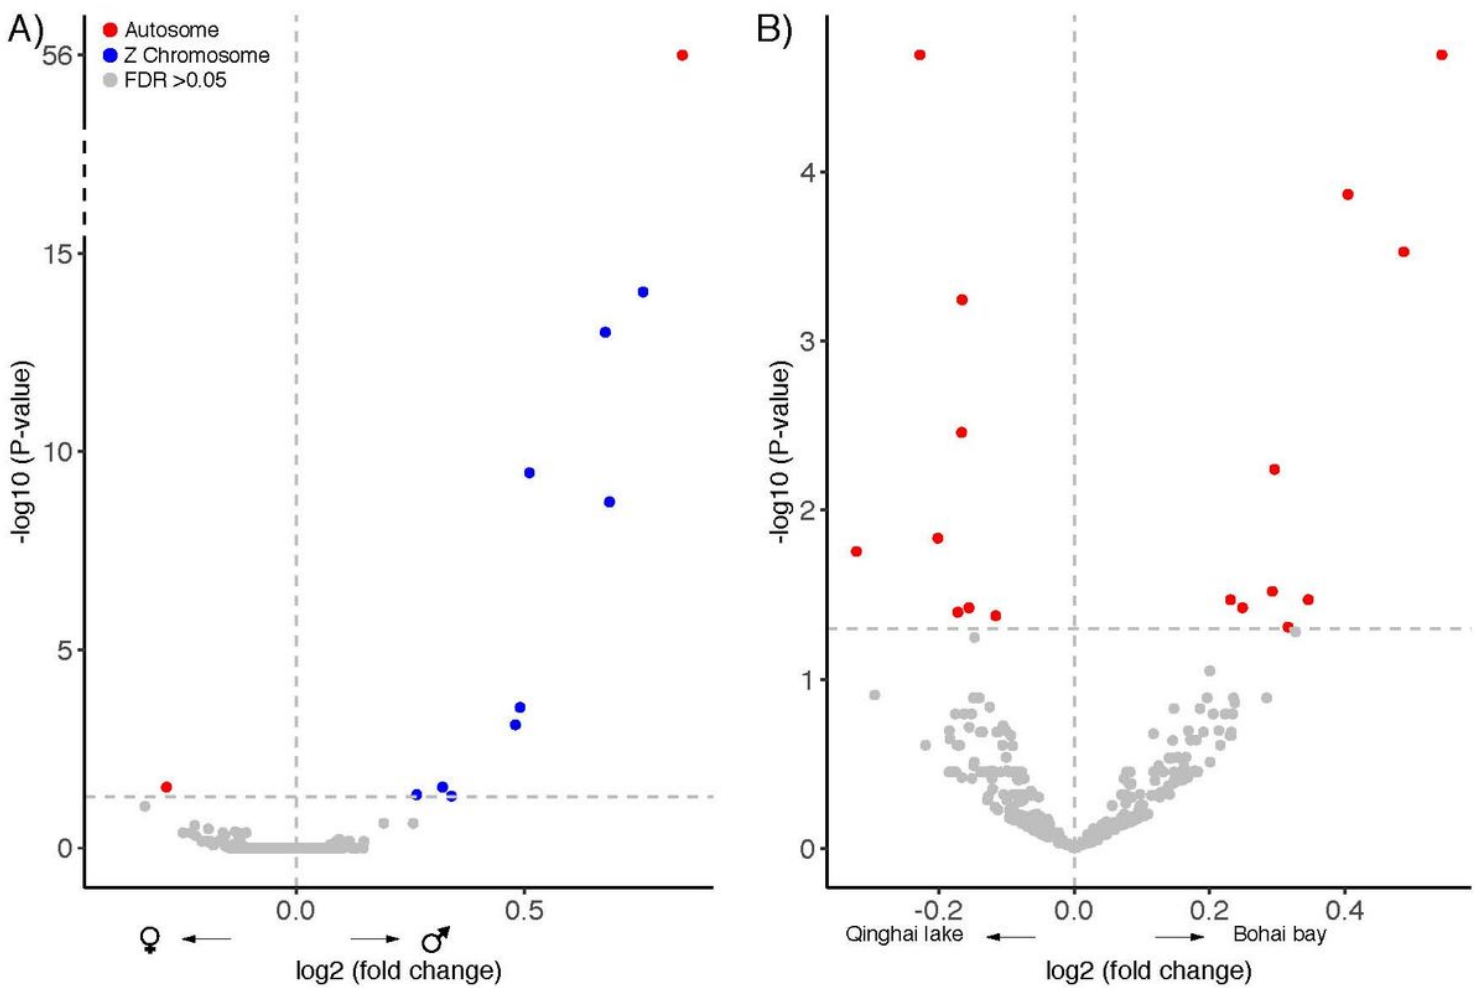 A)
Autosome
Z Chromosome
FDR >0.05
56
15
10
5
0
-log10 (P-value)
0.0
0.5
♀
♂
log2 (fold change)
B)
4
3
2
1
0
-log10 (P-value)
-0.2
0.0
0.2
0.4
Qinghai lake
Bohai bay
log2 (fold change)